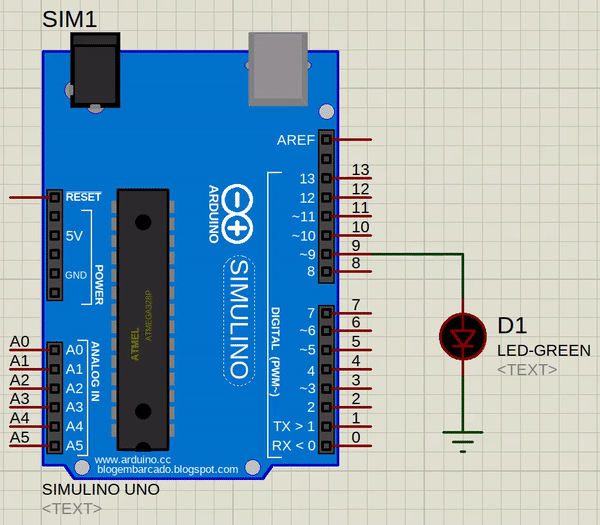 SIM1
AREF
13 13
12 12
~11 11
~10 10
~9 9
8 8
RESET
5V
GND
POWER
ARDUINO
SIMULINO
ATMEL
ATMEGA328P
DIGITAL (PWM~)
7 7
~6 6
~5 5
4 4
~3 3
2 2
TX > 1 1
RX < 0 0
A0 A0
A1 A1
A2 A2
A3 A3
A4 A4
A5 A5
ANALOG IN
www.arduino.cc
blogembarcado.blogspot.com
SIMULINO UNO
<TEXT>
D1
LED-GREEN
<TEXT>